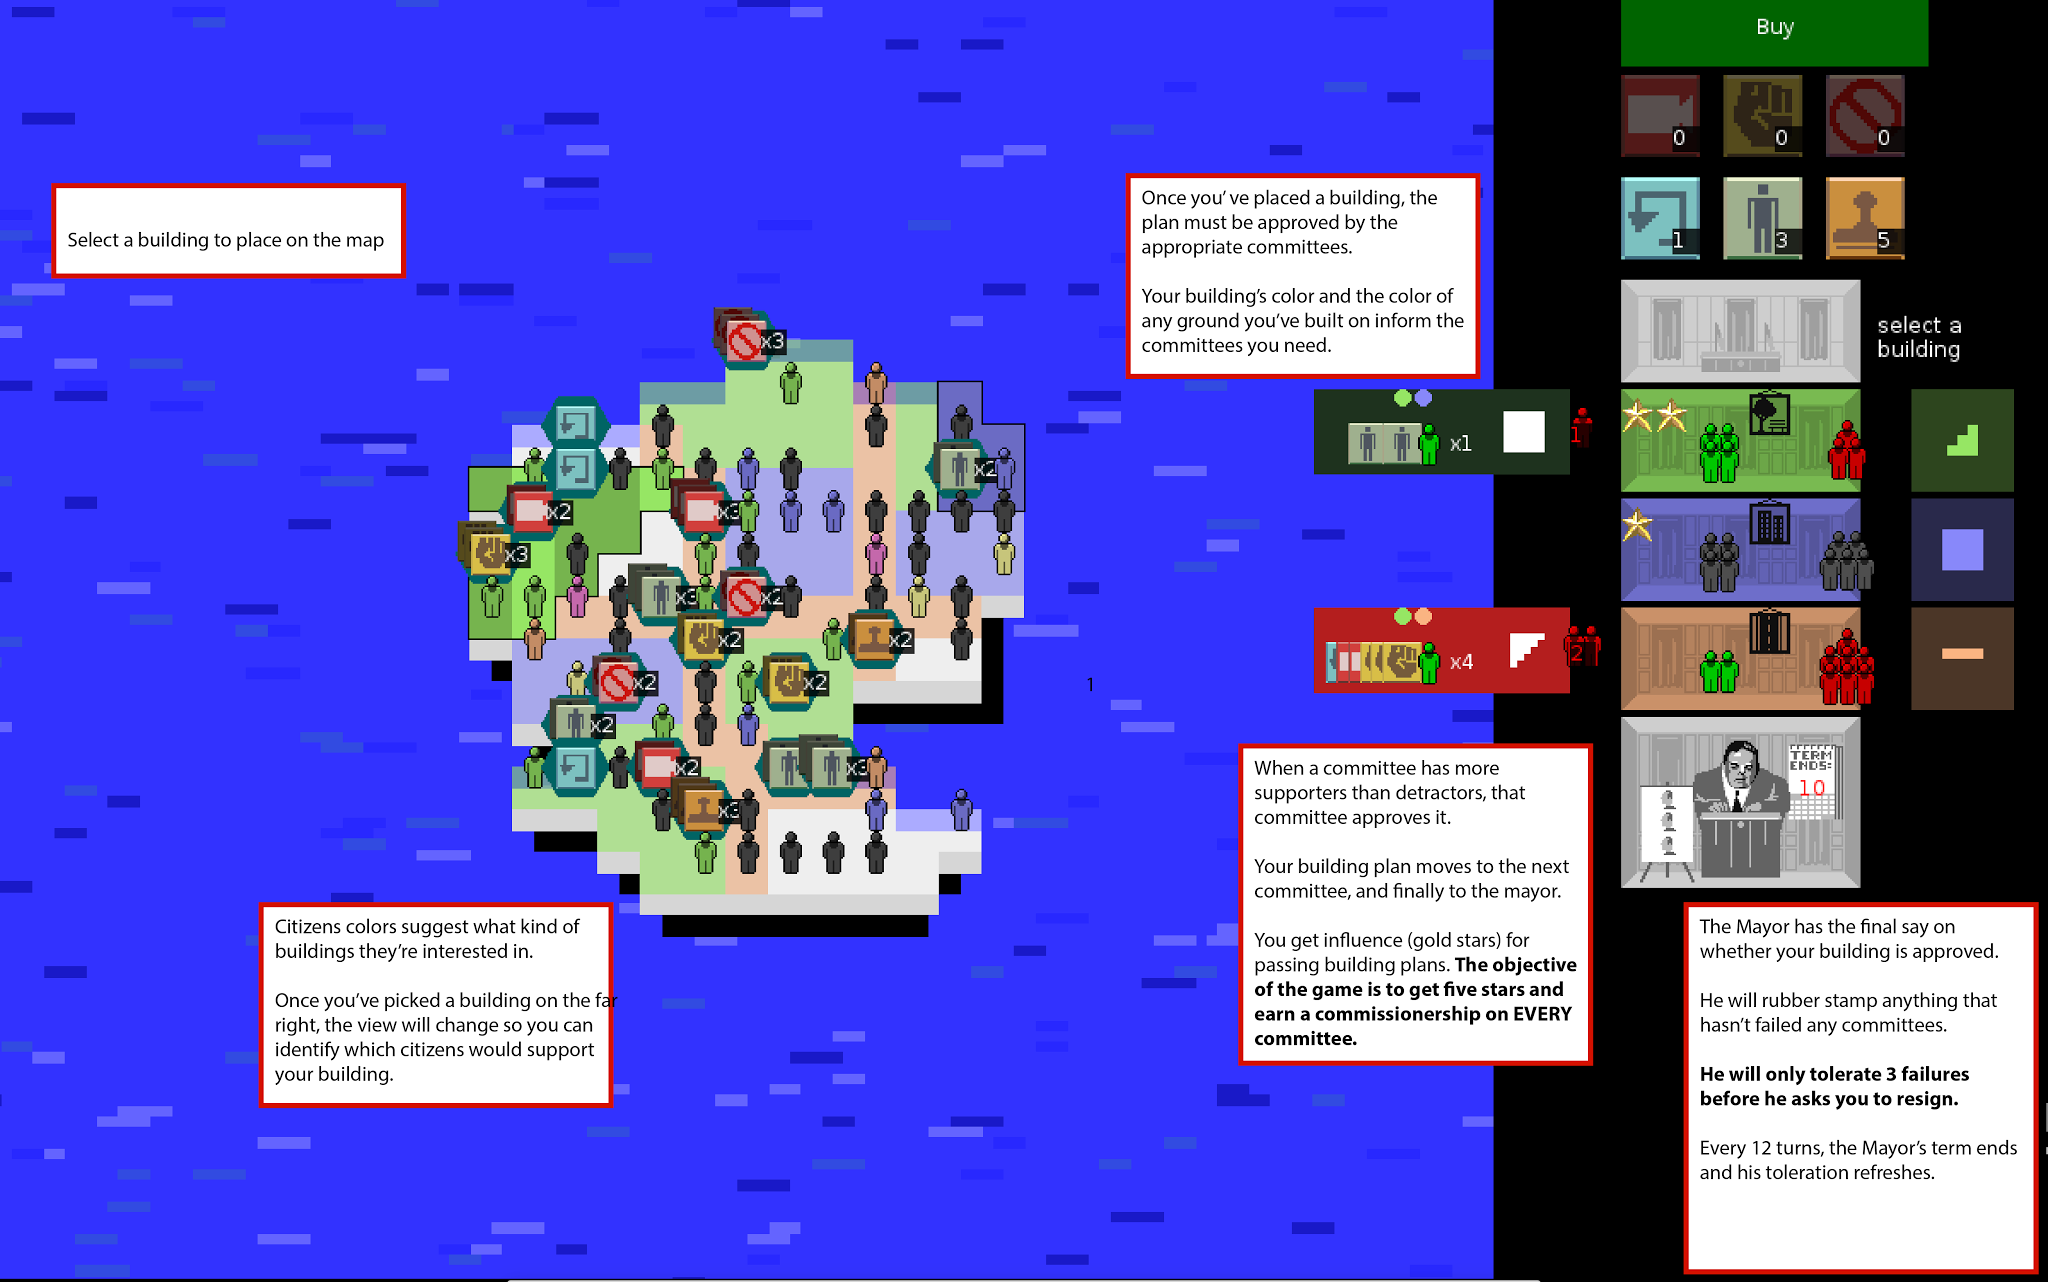 Buy
0
0
0
1
3
5
select a
building
Select a building to place on the map
Once you've placed a building, the
plan must be approved by the
appropriate committees.
Your building's color and the color of
any ground you've built on inform the
committees you need.
x3
x2
x2
x3
x3
x3
x2
x2
x2
x2
x2
x2
x2
x3
x3
1
x1
1
x4
2
TERM
ENDS:
10
When a committee has more
supporters than detractors, that
committee approves it.
Your building plan moves to the next
committee, and finally to the mayor.
You get influence (gold stars) for
passing building plans. The objective
of the game is to get five stars and
earn a commissionership on EVERY
committee.
Citizens colors suggest what kind of
buildings they're interested in.
Once you've picked a building on the far
right, the view will change so you can
identify which citizens would support
your building.
The Mayor has the final say on
whether your building is approved.
He will rubber stamp anything that
hasn't failed any committees.
He will only tolerate 3 failures
before he asks you to resign.
Every 12 turns, the Mayor's term ends
and his toleration refreshes.